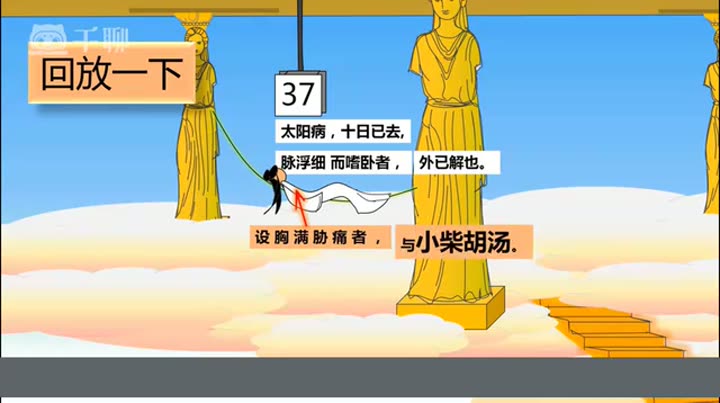 千聊
回放一下
37
太阳病，十日已去，
脉浮细 而嗜卧者， 外已解也。
设胸满胁痛者， 与小柴胡汤。